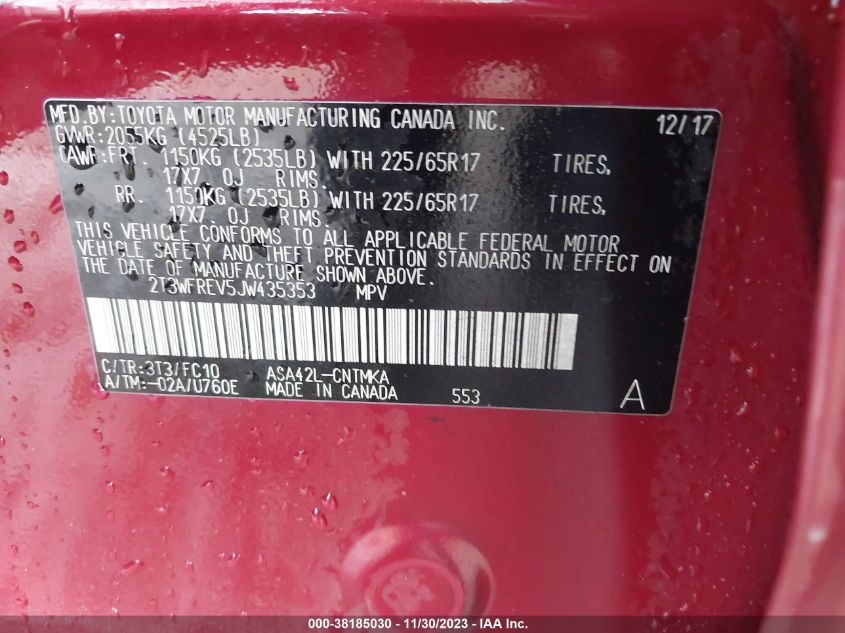 MFD.BY:TOYOTA MOTOR MANUFACTURING CANADA INC. 12/17
GVWR:2055KG (4525LB)
GAWR:FRT. 1150KG (2535LB) WITH 225/65R17 TIRES,
17X7 0J RIMS.
RR. 1150KG (2535LB) WITH 225/65R17 TIRES,
17X7 0J RIMS.
THIS VEHICLE CONFORMS TO ALL APPLICABLE FEDERAL MOTOR
VEHICLE SAFETY AND THEFT PREVENTION STANDARDS IN EFFECT ON
THE DATE OF MANUFACTURE SHOWN ABOVE.
2T3WFREV5JW435353 MPV
C/TR:3T3/FC10 ASA42L-CNTMKA
A/TM:-02A/U760E MADE IN CANADA 553 A
000-38185030 - 11/30/2023 - IAA Inc.